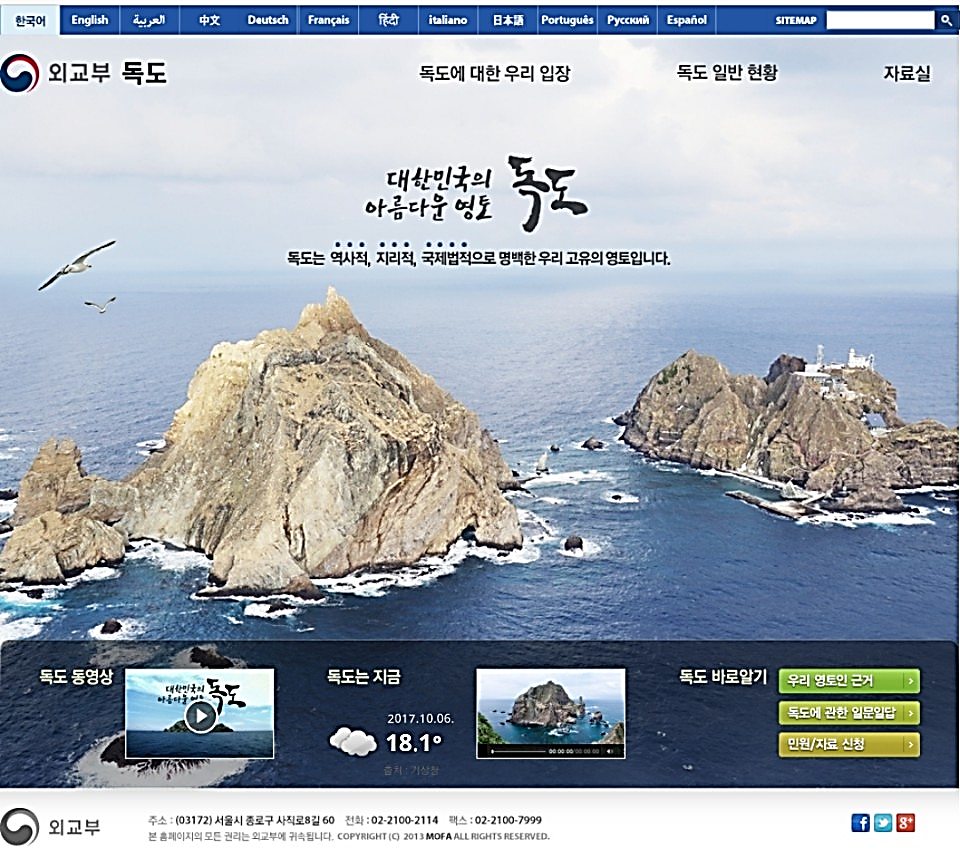 한국어 English العربية 中文 Deutsch Français हिंदी italiano 日本語 Português Русский Español SITEMAP
외교부 독도 독도에 대한 우리 입장 독도 일반 현황 자료실
대한민국의
아름다운 영토 독도
독도는 역사적, 지리적, 국제법적으로 명백한 우리 고유의 영토입니다.
독도 동영상
대한민국의
아름다운 영토 독도
독도는 지금
2017.10.06.
18.1°
출처 : 기상청
00:00:00/00:00:00
독도 바로알기
우리 영토인 근거
독도에 관한 일문일답
민원/자료 신청
외교부
주소 : (03172) 서울시 종로구 사직로8길 60 전화 : 02-2100-2114 팩스 : 02-2100-7999
본 홈페이지의 모든 권리는 외교부에 귀속됩니다. COPYRIGHT (C) 2013 MOFA ALL RIGHTS RESERVED.